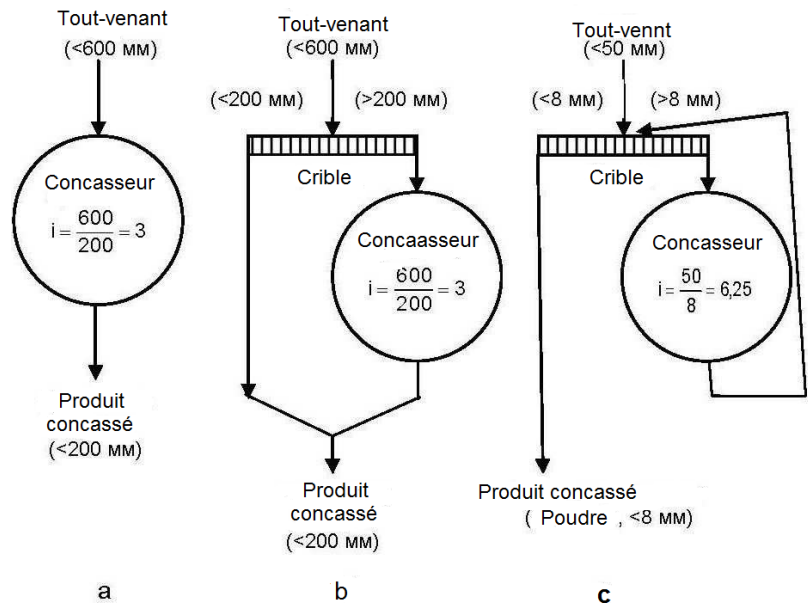 Tout-venant
(<600 мм)
Concasseur
i = 600/200 = 3
Produit
concassé
(<200 мм)
a
Tout-venant
(<600 мм)
(<200 мм) (>200 мм)
Crible
Concaasseur
i = 600/200 = 3
Produit
concassé
(<200 мм)
b
Tout-vennt
(<50 мм)
(<8 мм) (>8 мм)
Crible
Concasseur
i = 50/8 = 6,25
Produit concassé
( Poudre , <8 мм)
c